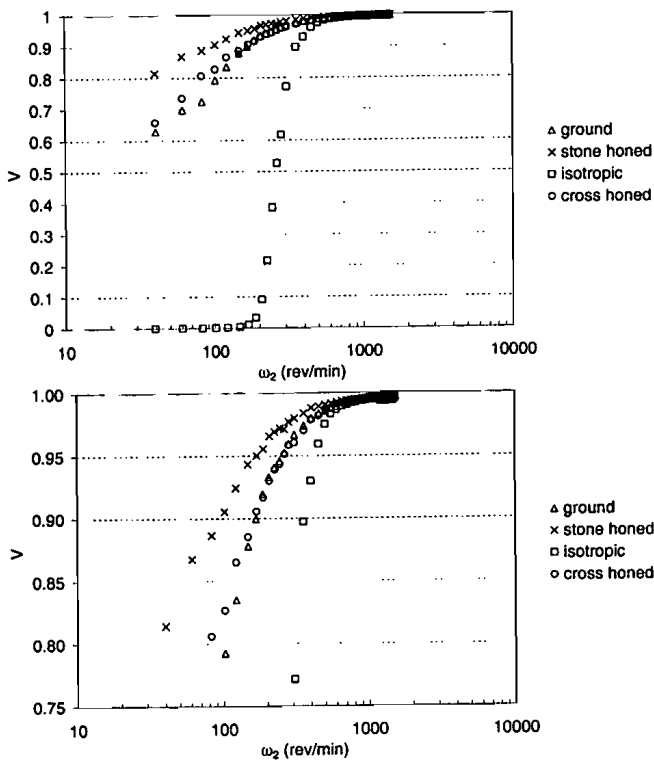 1
0.9
0.8
0.7
0.6
0.5
0.4
0.3
0.2
0.1
0
V
10
100
1000
10000
ω₂ (rev/min)
ground
stone honed
isotropic
cross honed
1.00
0.95
0.90
0.85
0.80
0.75
V
10
100
1000
10000
ω₂ (rev/min)
ground
stone honed
isotropic
cross honed